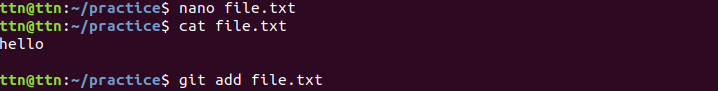 ttn@ttn:~/practice$ nano file.txt
ttn@ttn:~/practice$ cat file.txt
hello
ttn@ttn:~/practice$ git add file.txt